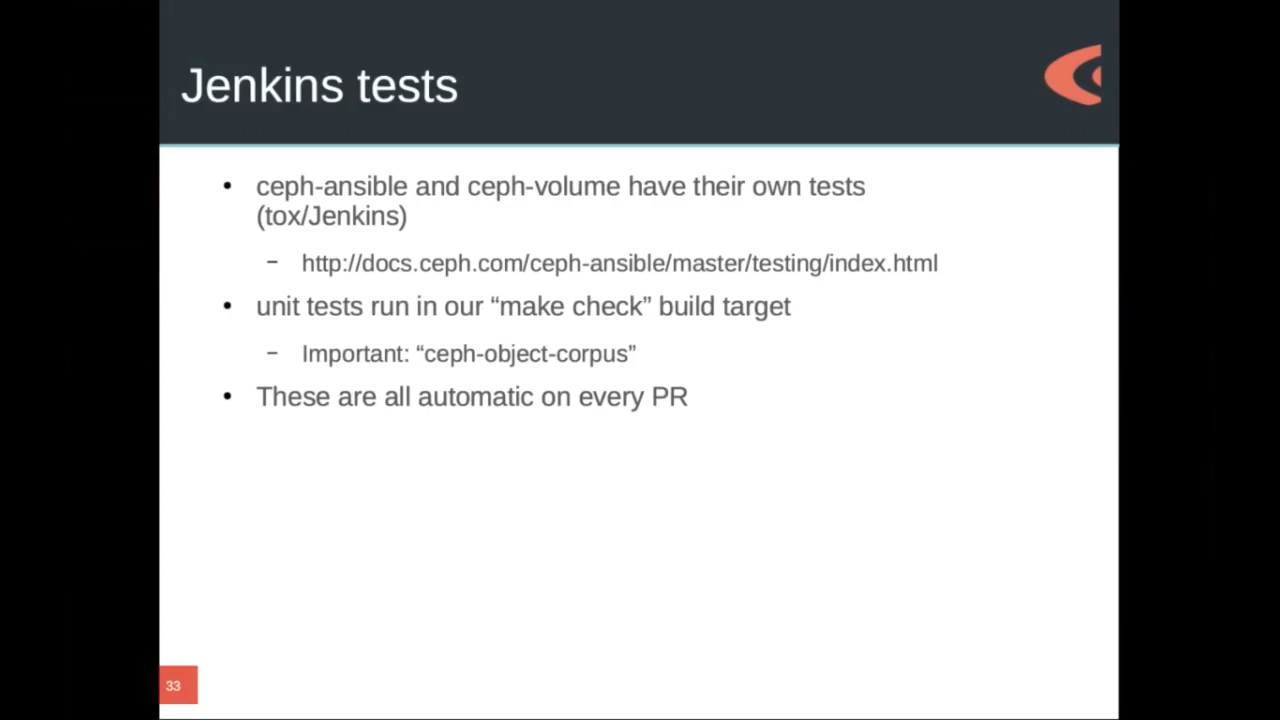 Jenkins tests
• ceph-ansible and ceph-volume have their own tests
(tox/Jenkins)
– http://docs.ceph.com/ceph-ansible/master/testing/index.html
• unit tests run in our “make check” build target
– Important: “ceph-object-corpus”
• These are all automatic on every PR
33